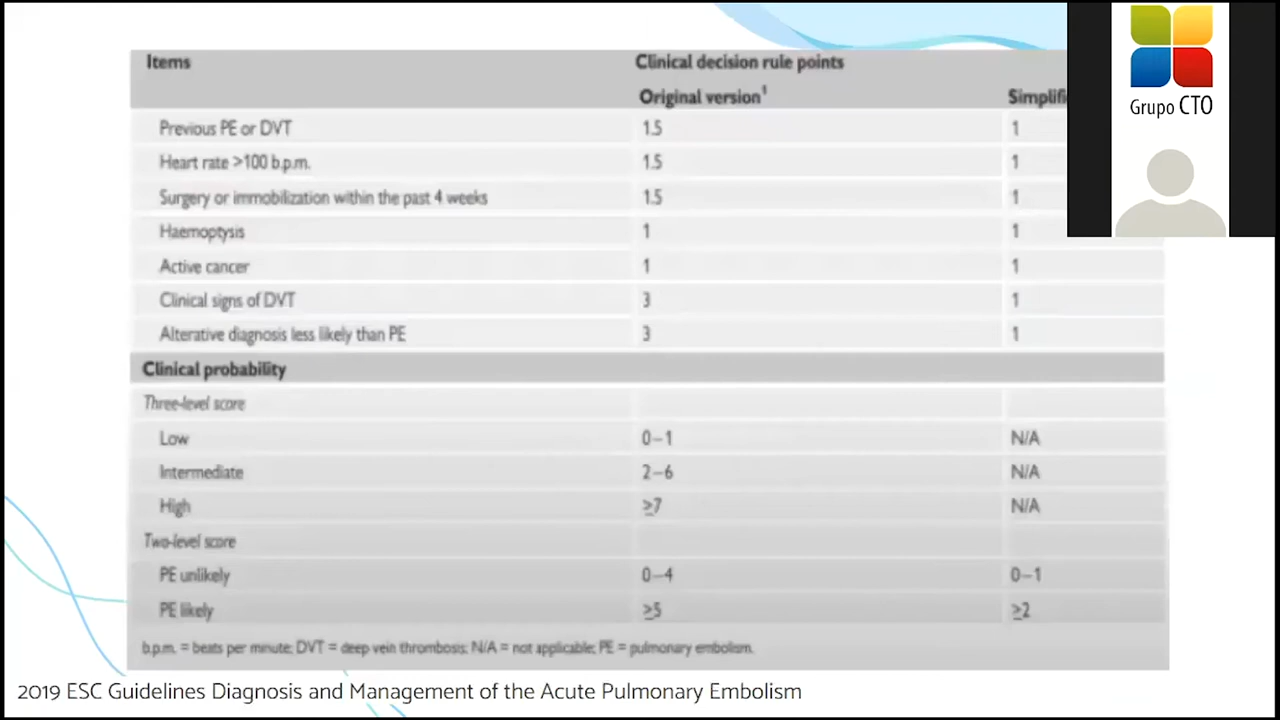 Items Clinical decision rule points
Original version¹ Simplifi
Previous PE or DVT 1.5 1
Heart rate >100 b.p.m. 1.5 1
Surgery or immobilization within the past 4 weeks 1.5 1
Haemoptysis 1 1
Active cancer 1 1
Clinical signs of DVT 3 1
Alterative diagnosis less likely than PE 3 1
Clinical probability
Three-level score
Low 0–1 N/A
Intermediate 2–6 N/A
High ≥7 N/A
Two-level score
PE unlikely 0–4 0–1
PE likely ≥5 ≥2
b.p.m. = beats per minute; DVT = deep vein thrombosis; N/A = not applicable; PE = pulmonary embolism.
2019 ESC Guidelines Diagnosis and Management of the Acute Pulmonary Embolism
Grupo CTO